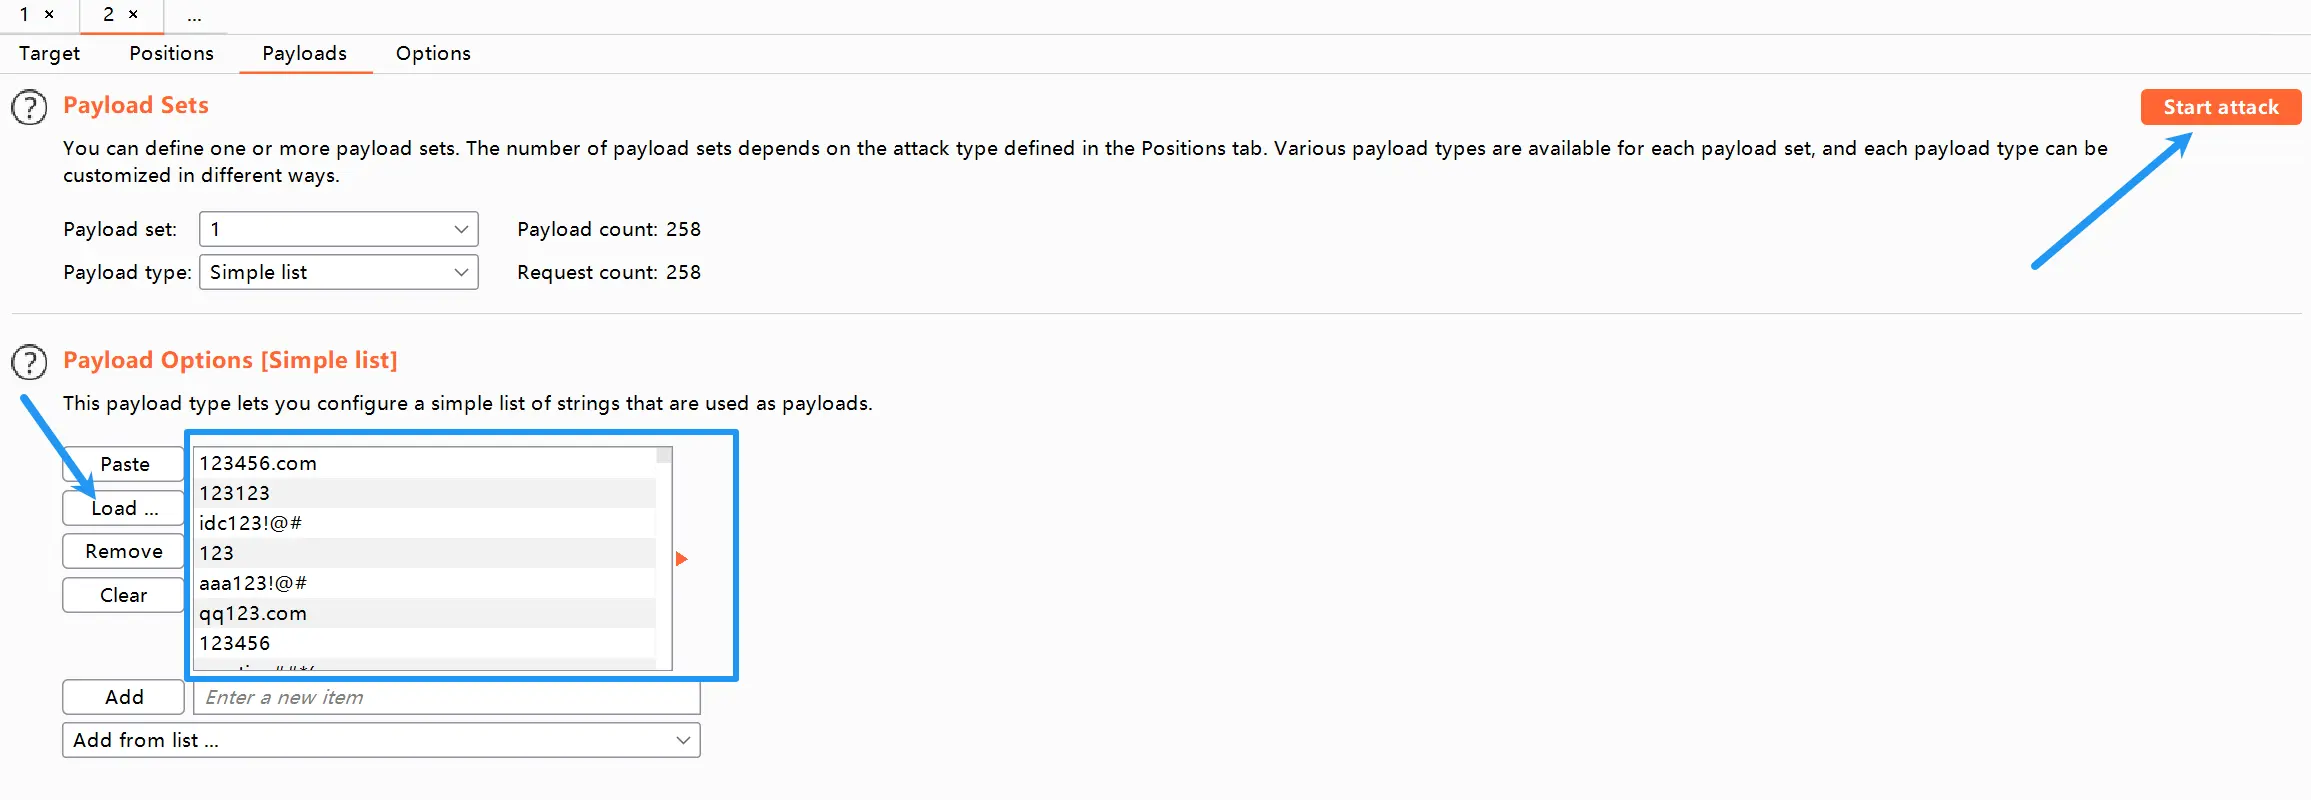 1 × 2 × ...
Target Positions Payloads Options
? Payload Sets
Start attack
You can define one or more payload sets. The number of payload sets depends on the attack type defined in the Positions tab. Various payload types are available for each payload set, and each payload type can be
customized in different ways.
Payload set: 1 Payload count: 258
Payload type: Simple list Request count: 258
? Payload Options [Simple list]
This payload type lets you configure a simple list of strings that are used as payloads.
Paste
Load ...
Remove
Clear
123456.com
123123
idc123!@#
123
aaa123!@#
qq123.com
123456
Add Enter a new item
Add from list ...